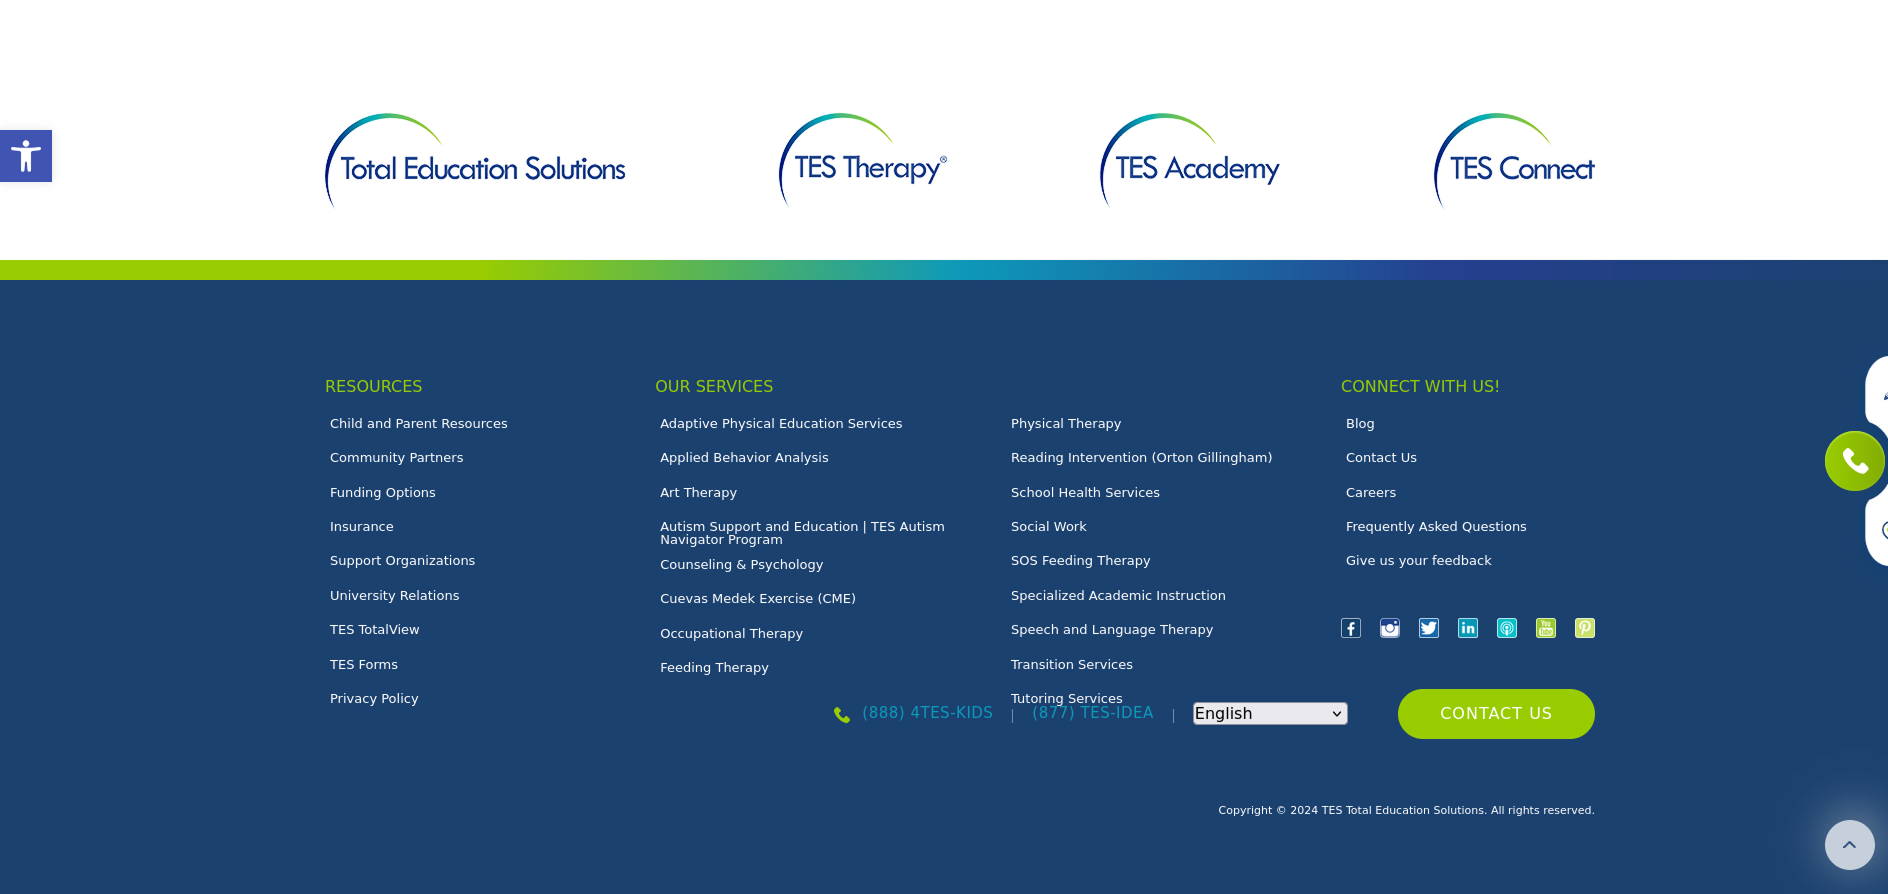 Total Education Solutions
TES Therapy®
TES Academy
TES Connect
RESOURCES
Child and Parent Resources
Community Partners
Funding Options
Insurance
Support Organizations
University Relations
TES TotalView
TES Forms
Privacy Policy
OUR SERVICES
Adaptive Physical Education Services
Applied Behavior Analysis
Art Therapy
Autism Support and Education | TES Autism
Navigator Program
Counseling & Psychology
Cuevas Medek Exercise (CME)
Occupational Therapy
Feeding Therapy
Physical Therapy
Reading Intervention (Orton Gillingham)
School Health Services
Social Work
SOS Feeding Therapy
Specialized Academic Instruction
Speech and Language Therapy
Transition Services
Tutoring Services
CONNECT WITH US!
Blog
Contact Us
Careers
Frequently Asked Questions
Give us your feedback
(888) 4TES-KIDS | (877) TES-IDEA | English
CONTACT US
Copyright © 2024 TES Total Education Solutions. All rights reserved.